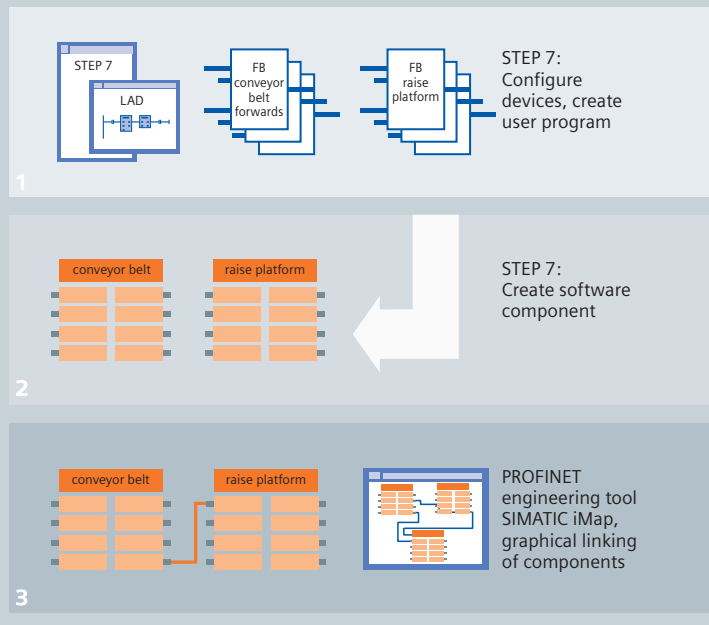 STEP 7
LAD
FB
conveyor
belt
forwards
FB
raise
platform
STEP 7:
Configure
devices, create
user program
1
conveyor belt
raise platform
STEP 7:
Create software
component
2
conveyor belt
raise platform
PROFINET
engineering tool
SIMATIC iMap,
graphical linking
of components
3